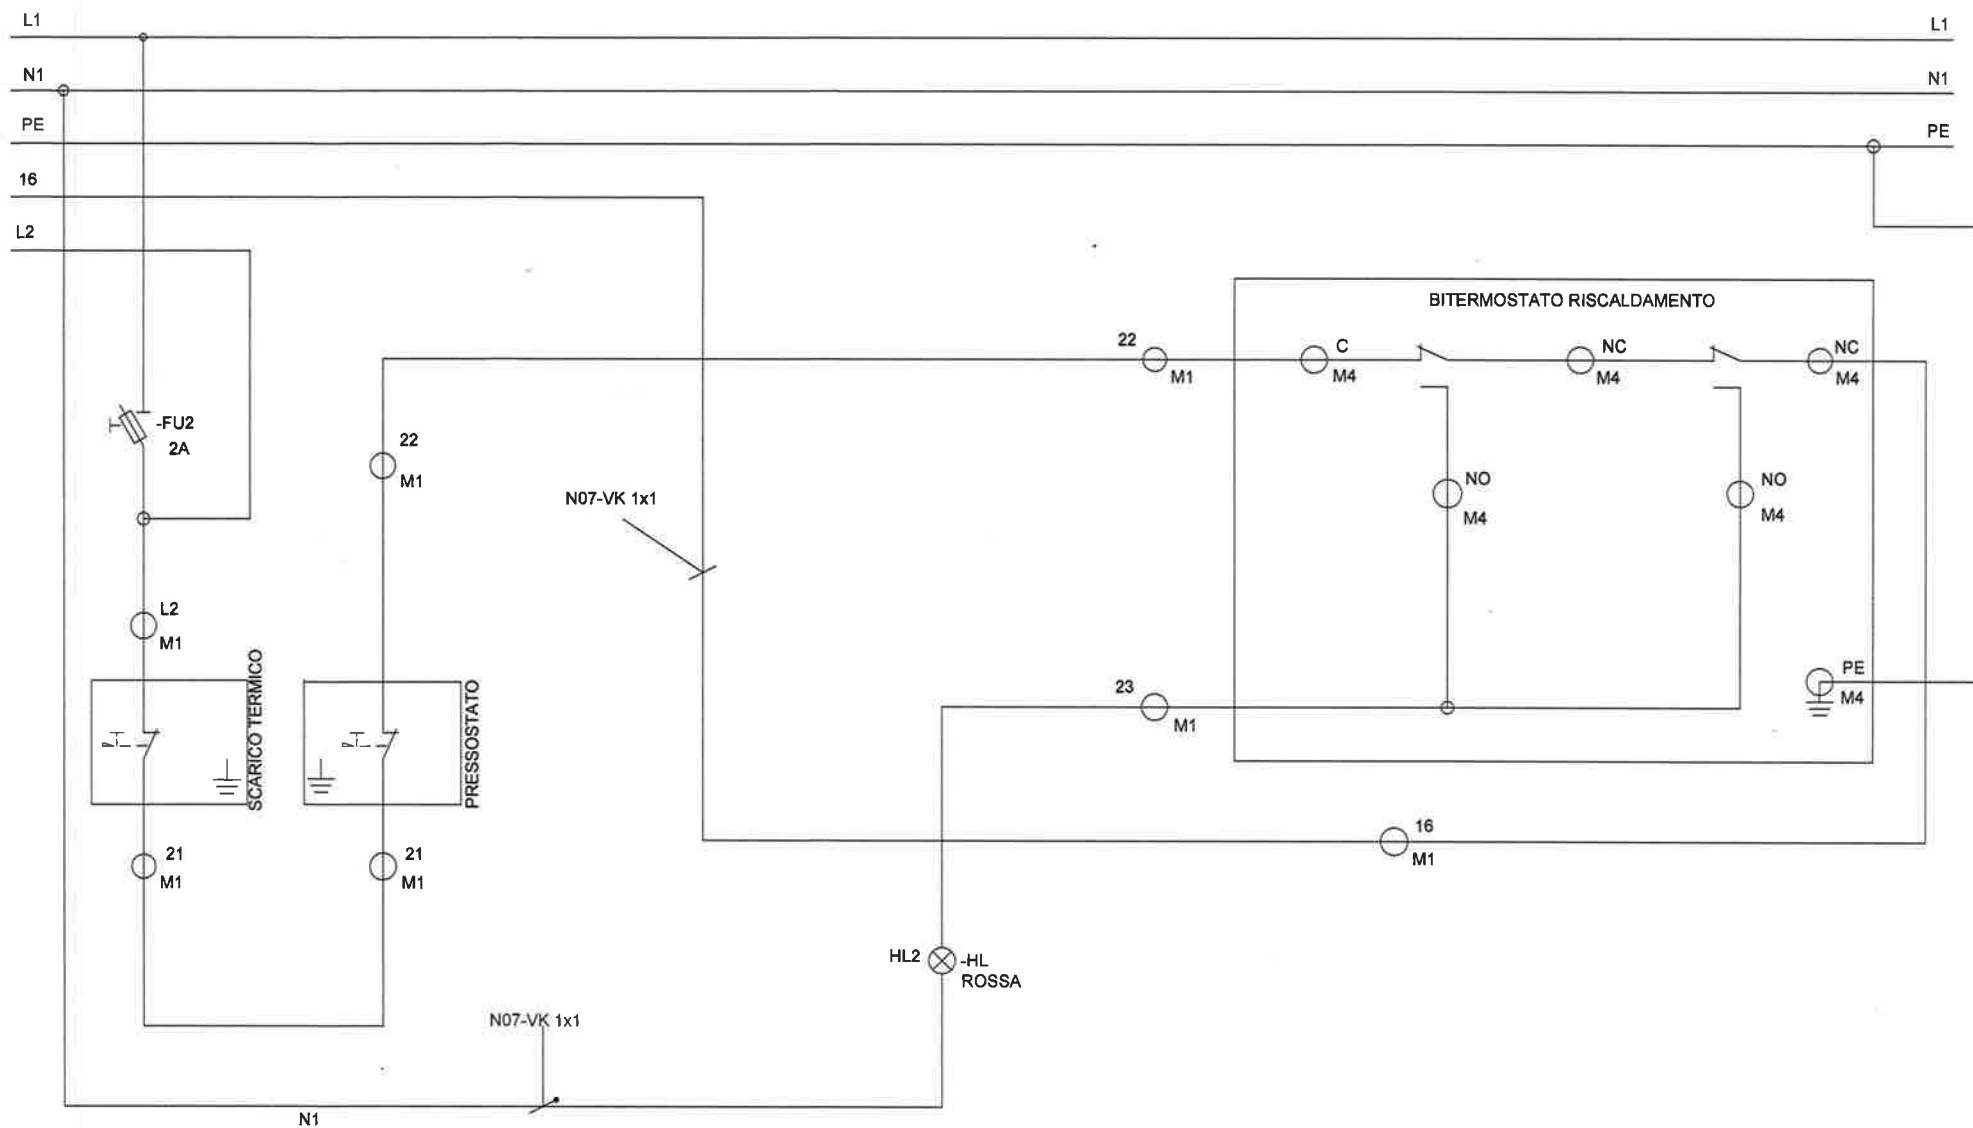 L1
L1
N1
N1
PE
PE
16
L2
BITERMOSTATO RISCALDAMENTO
22
M1
C
M4
NC
M4
NC
M4
-FU2
2A
22
M1
N07-VK 1x1
NO
M4
NO
M4
L2
M1
SCARICO TERMICO
PRESSOSTATO
23
M1
PE
M4
21
M1
21
M1
16
M1
HL2
-HL
ROSSA
N07-VK 1x1
N1